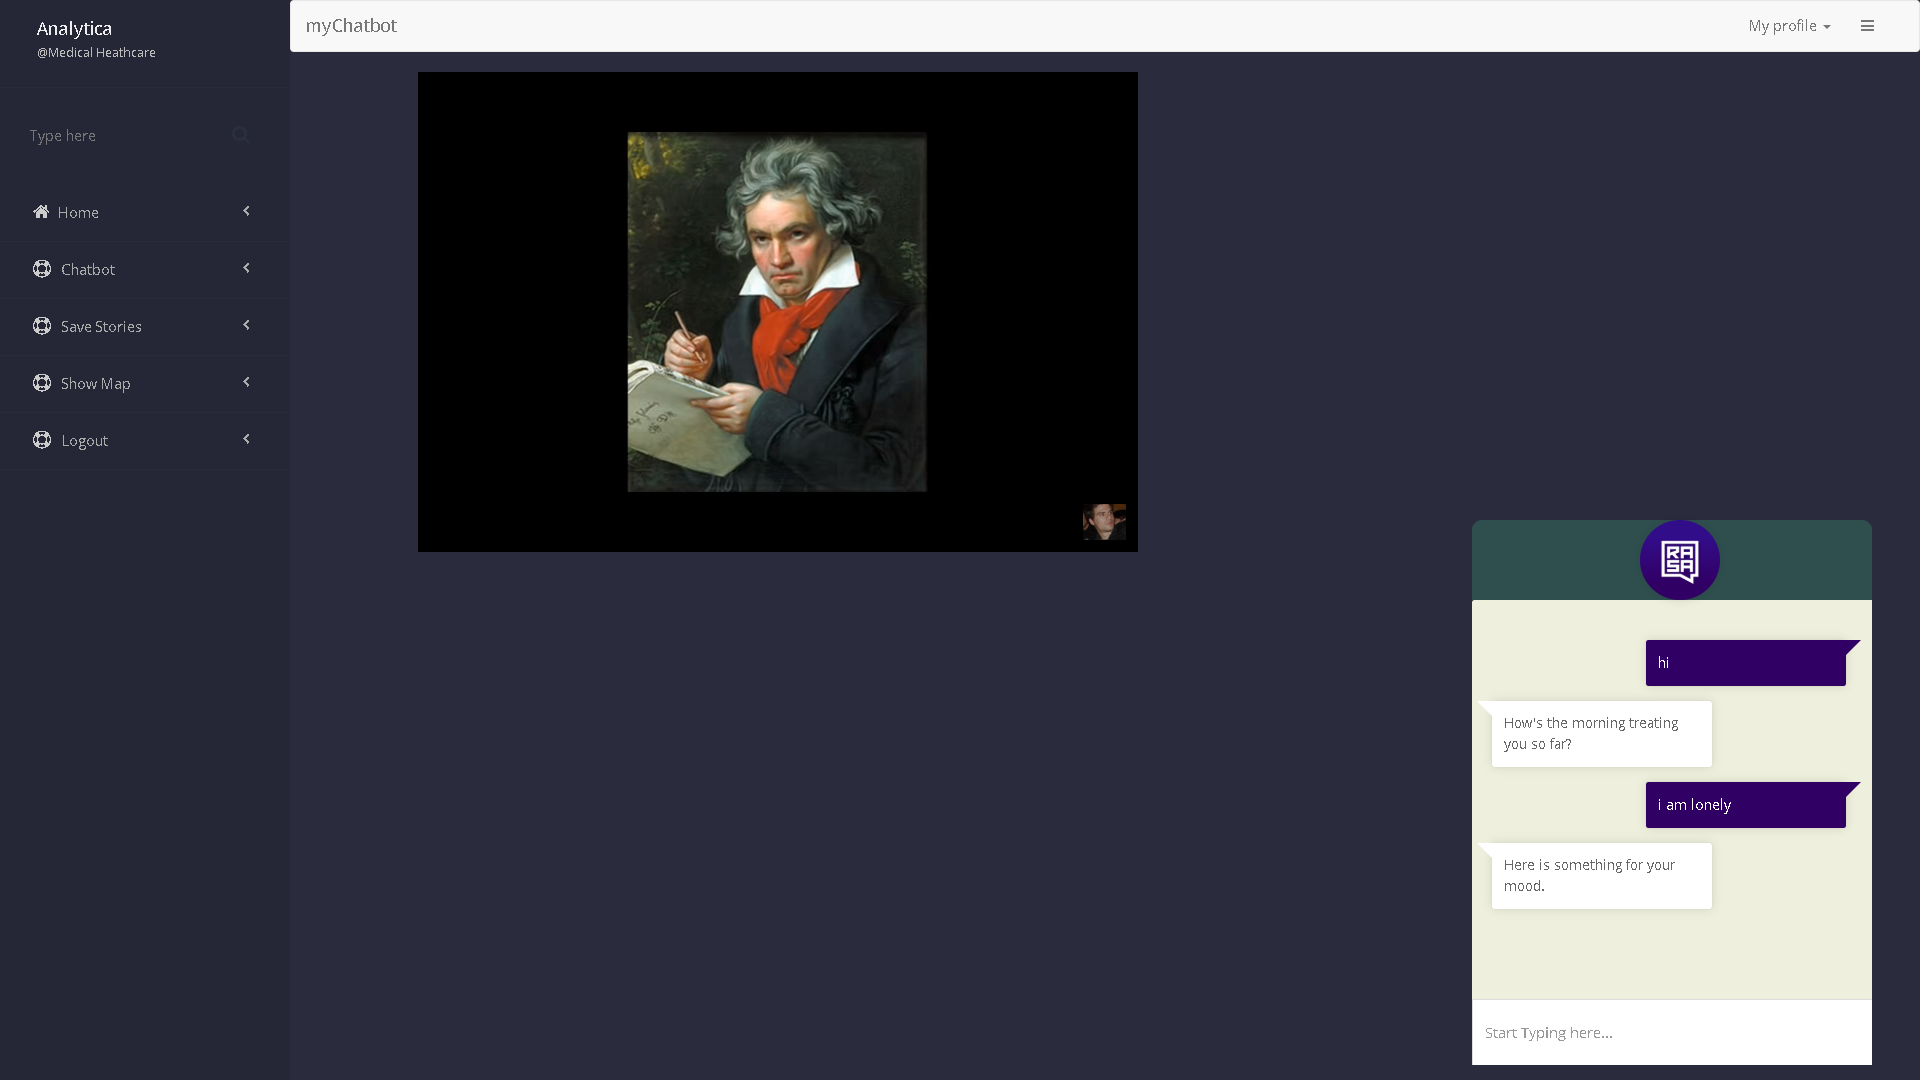 Analytica
@Medical Heathcare
Type here
Home
Chatbot
Save Stories
Show Map
Logout
myChatbot
My profile
RA
SA
hi
How's the morning treating
you so far?
i am lonely
Here is something for your
mood.
Start Typing here...